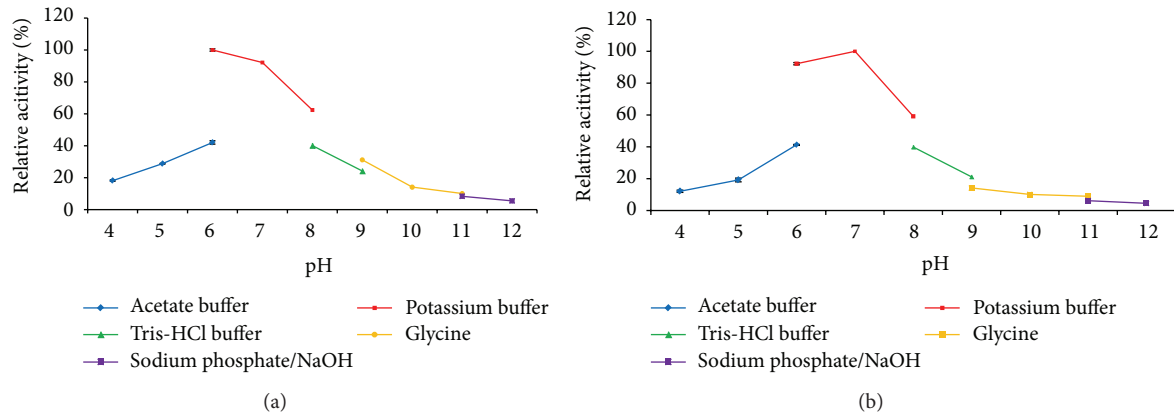 120
100
80
60
40
20
0
Relative acitivity (%)
4 5 6 7 8 9 10 11 12
pH
Acetate buffer
Potassium buffer
Tris-HCl buffer
Glycine
Sodium phosphate/NaOH
(a)
120
100
80
60
40
20
0
Relative acitivity (%)
4 5 6 7 8 9 10 11 12
pH
Acetate buffer
Potassium buffer
Tris-HCl buffer
Glycine
Sodium phosphate/NaOH
(b)